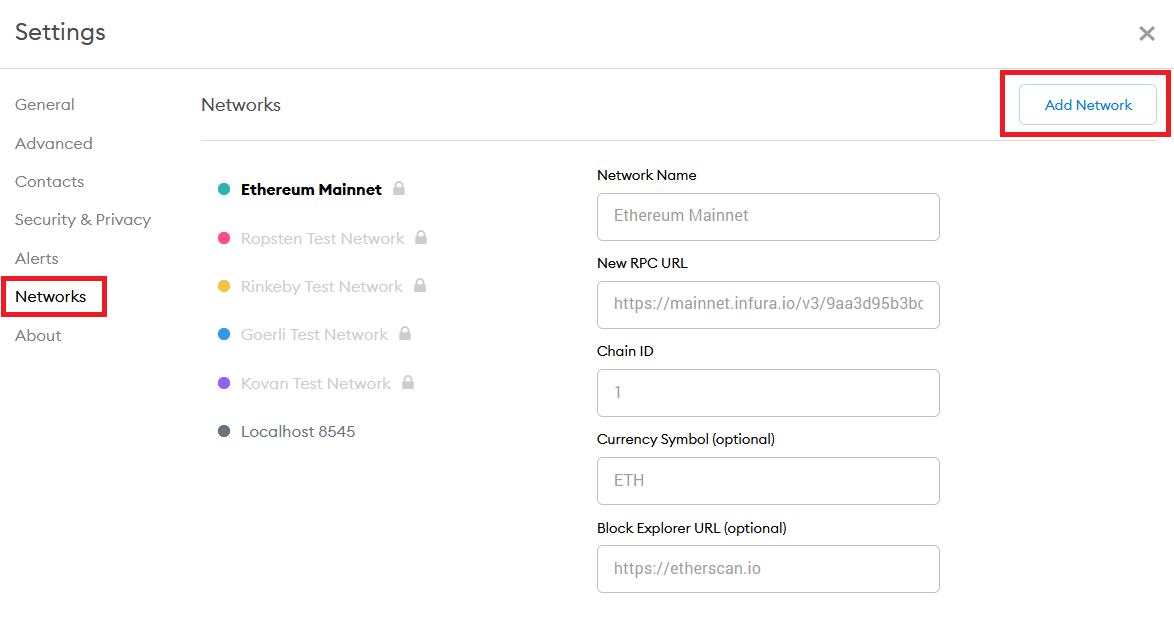 Settings
General
Advanced
Contacts
Security & Privacy
Alerts
Networks
About
Networks
Add Network
Ethereum Mainnet
Ropsten Test Network
Rinkeby Test Network
Goerli Test Network
Kovan Test Network
Localhost 8545
Network Name
Ethereum Mainnet
New RPC URL
https://mainnet.infura.io/v3/9aa3d95b3bc
Chain ID
1
Currency Symbol (optional)
ETH
Block Explorer URL (optional)
https://etherscan.io